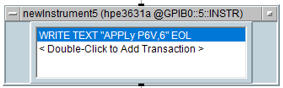 newInstrument5 (hpe3631a @GPIB0::5::INSTR)
WRITE TEXT "APPLy P6V,6" EOL
< Double-Click to Add Transaction >